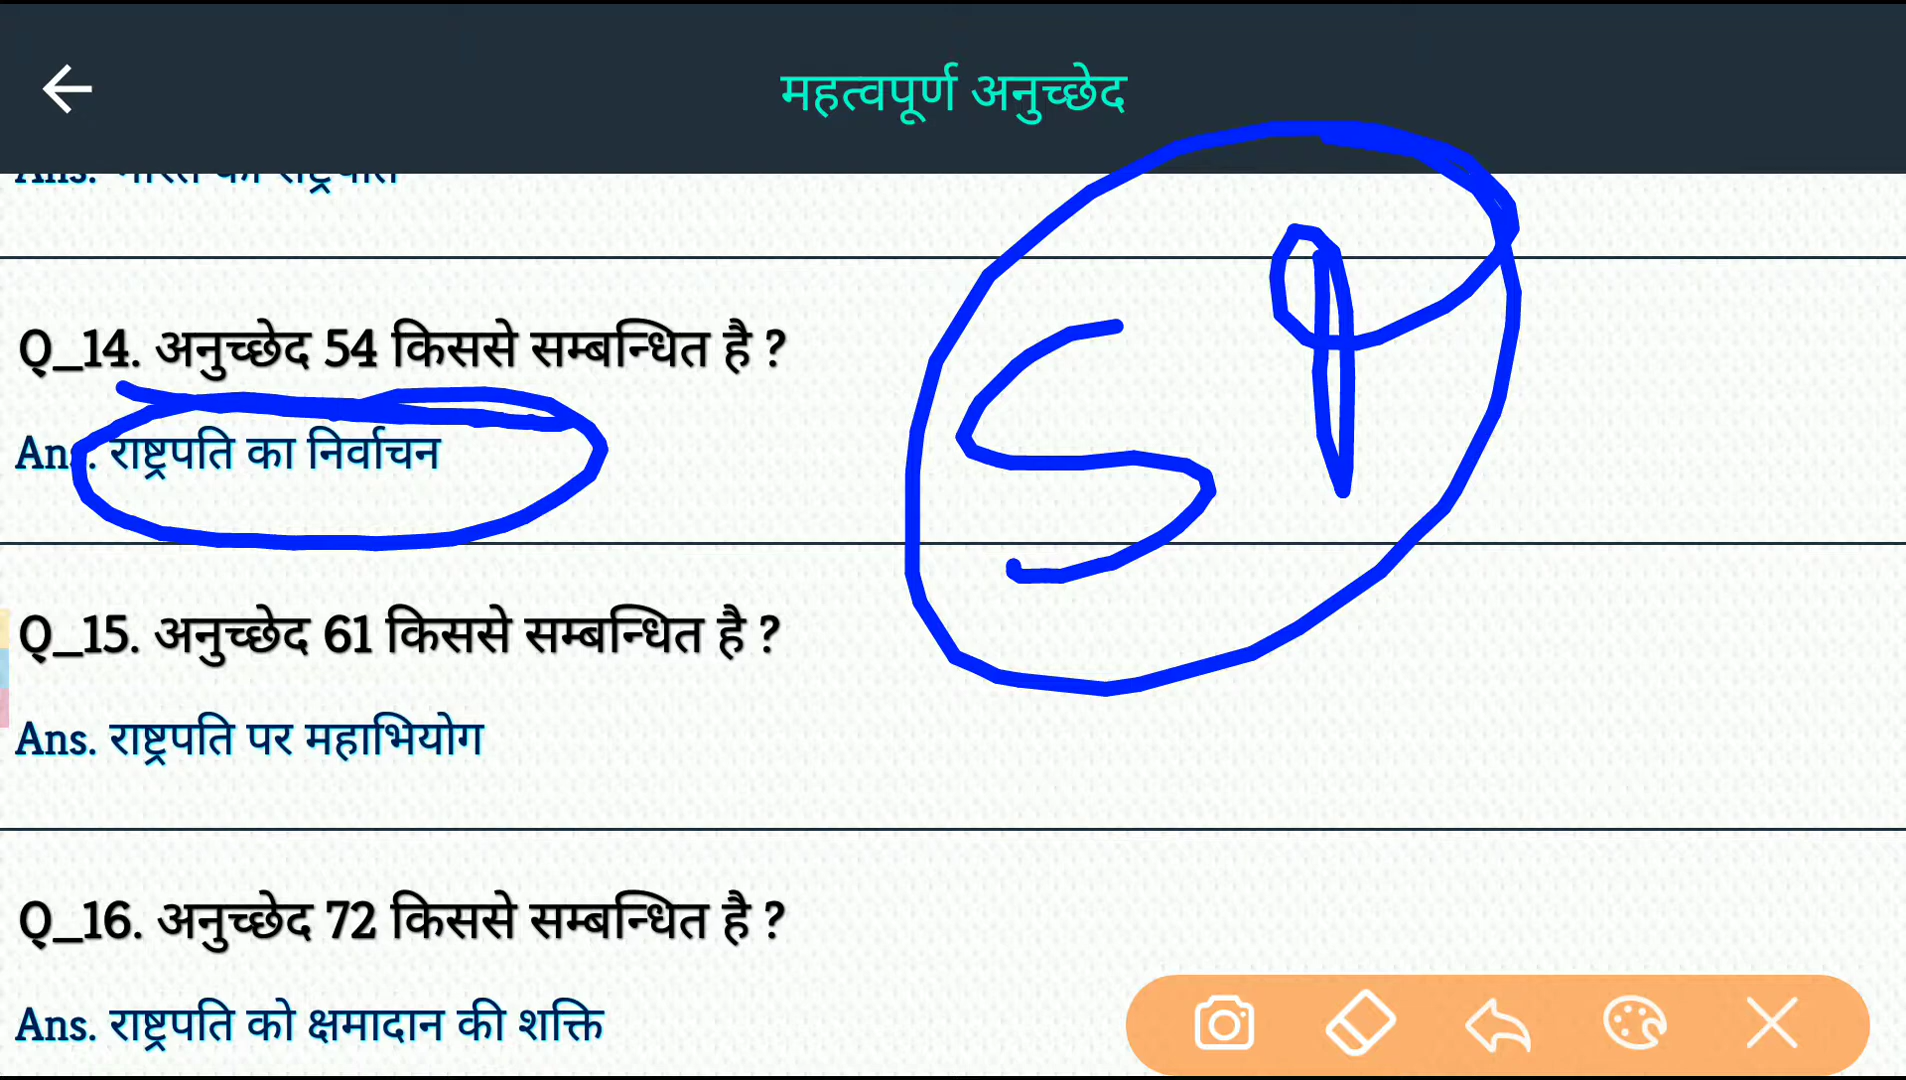 महत्वपूर्ण अनुच्छेद
Q_14. अनुच्छेद 54 किससे सम्बन्धित है ?
Ans. राष्ट्रपति का निर्वाचन
Q_15. अनुच्छेद 61 किससे सम्बन्धित है ?
Ans. राष्ट्रपति पर महाभियोग
Q_16. अनुच्छेद 72 किससे सम्बन्धित है ?
Ans. राष्ट्रपति को क्षमादान की शक्ति